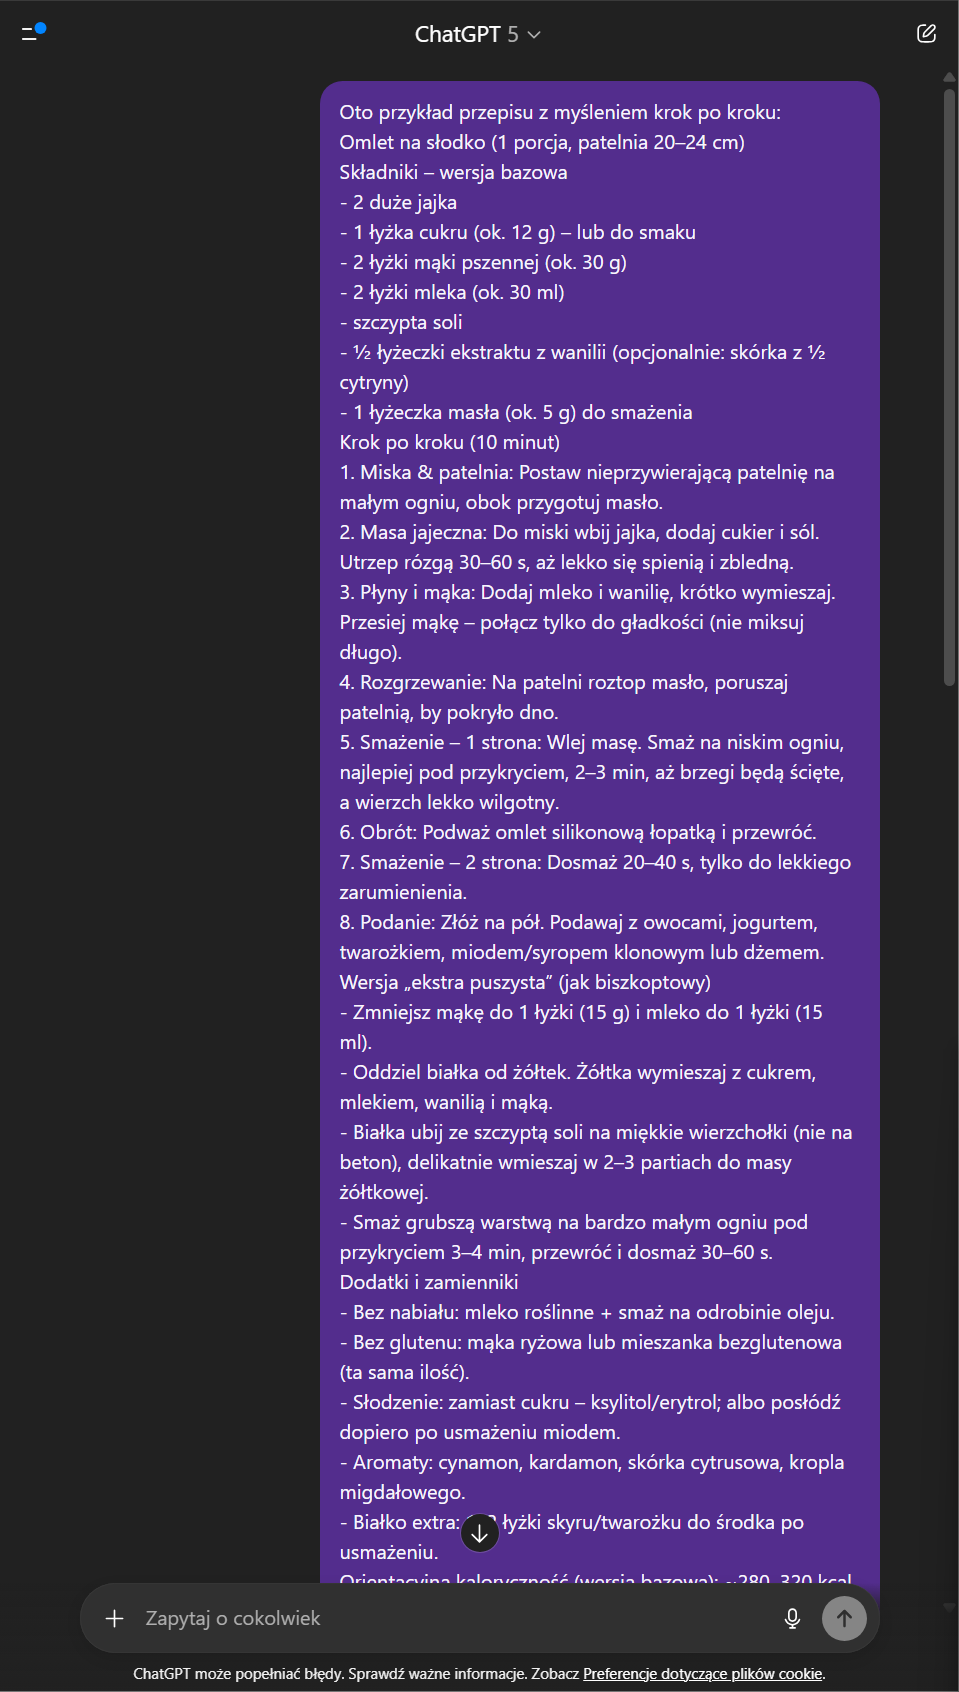 ChatGPT 5
Oto przykład przepisu z myśleniem krok po kroku:
Omlet na słodko (1 porcja, patelnia 20–24 cm)
Składniki – wersja bazowa
- 2 duże jajka
- 1 łyżka cukru (ok. 12 g) – lub do smaku
- 2 łyżki mąki pszennej (ok. 30 g)
- 2 łyżki mleka (ok. 30 ml)
- szczypta soli
- ½ łyżeczki ekstraktu z wanilii (opcjonalnie: skórka z ½
cytryny)
- 1 łyżeczka masła (ok. 5 g) do smażenia
Krok po kroku (10 minut)
1. Miska & patelnia: Postaw nieprzywierającą patelnię na
małym ogniu, obok przygotuj masło.
2. Masa jajeczna: Do miski wbij jajka, dodaj cukier i sól.
Utrzep rózgą 30–60 s, aż lekko się spienią i zbledną.
3. Płyny i mąka: Dodaj mleko i wanilię, krótko wymieszaj.
Przesiej mąkę – połącz tylko do gładkości (nie miksuj
długo).
4. Rozgrzewanie: Na patelni roztop masło, poruszaj
patelnią, by pokryło dno.
5. Smażenie – 1 strona: Wlej masę. Smaż na niskim ogniu,
najlepiej pod przykryciem, 2–3 min, aż brzegi będą ścięte,
a wierzch lekko wilgotny.
6. Obrót: Podważ omlet silikonową łopatką i przewróć.
7. Smażenie – 2 strona: Dosmaż 20–40 s, tylko do lekkiego
zarumienienia.
8. Podanie: Złóż na pół. Podawaj z owocami, jogurtem,
twarożkiem, miodem/syropem klonowym lub dżemem.
Wersja „ekstra puszysta” (jak biszkoptowy)
- Zmniejsz mąkę do 1 łyżki (15 g) i mleko do 1 łyżki (15
ml).
- Oddziel białka od żółtek. Żółtka wymieszaj z cukrem,
mlekiem, wanilią i mąką.
- Białka ubij ze szczyptą soli na miękkie wierzchołki (nie na
beton), delikatnie wmieszaj w 2–3 partiach do masy
żółtkowej.
- Smaż grubszą warstwą na bardzo małym ogniu pod
przykryciem 3–4 min, przewróć i dosmaż 30–60 s.
Dodatki i zamienniki
- Bez nabiału: mleko roślinne + smaż na odrobinie oleju.
- Bez glutenu: mąka ryżowa lub mieszanka bezglutenowa
(ta sama ilość).
- Słodzenie: zamiast cukru – ksylitol/erytrol; albo posłódź
dopiero po usmażeniu miodem.
- Aromaty: cynamon, kardamon, skórka cytrusowa, kropla
migdałowego.
- Białko extra: łyżki skyru/twarożku do środka po
usmażeniu.
Orientacyjna kaloryczność (wersja bazowa): ~280–320 kcal
Zapytaj o cokolwiek
ChatGPT może popełniać błędy. Sprawdź ważne informacje. Zobacz Preferencje dotyczące plików cookie.